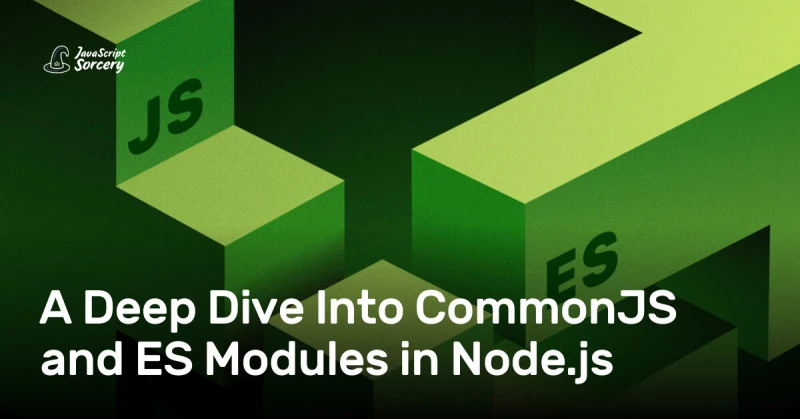 JavaScript
Sorcery
JS
ES
A Deep Dive Into CommonJS
and ES Modules in Node.js